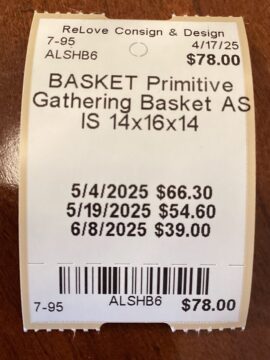 ReLove Consign & Design
7-95 4/17/25
ALSHB6 $78.00
BASKET Primitive
Gathering Basket AS
IS 14x16x14
5/4/2025 $66.30
5/19/2025 $54.60
6/8/2025 $39.00
ALSHB6
7-95 $78.00